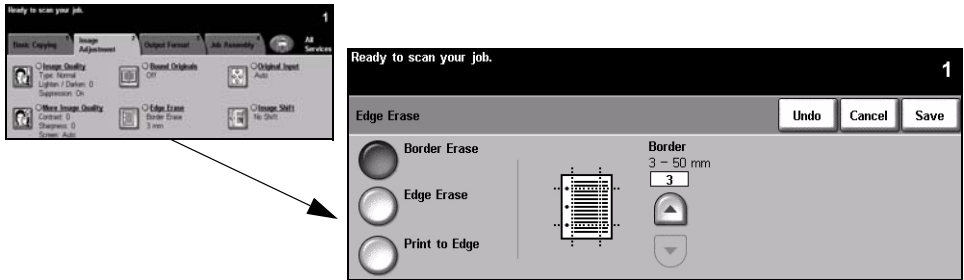 Ready to scan your job.
1
Basic Copying
Image Adjustment
Output Format
Job Assembly
All Services
Image Quality
Type: Normal
Lighten / Darken: 0
Suppression: On
Bound Originals
Off
Original Input
Auto
More Image Quality
Contrast: 0
Sharpness: 0
Screen: Auto
Edge Erase
Border Erase
3 mm
Image Shift
No Shift
Ready to scan your job.
1
Edge Erase
Undo
Cancel
Save
Border Erase
Edge Erase
Print to Edge
Border
3 - 50 mm
3